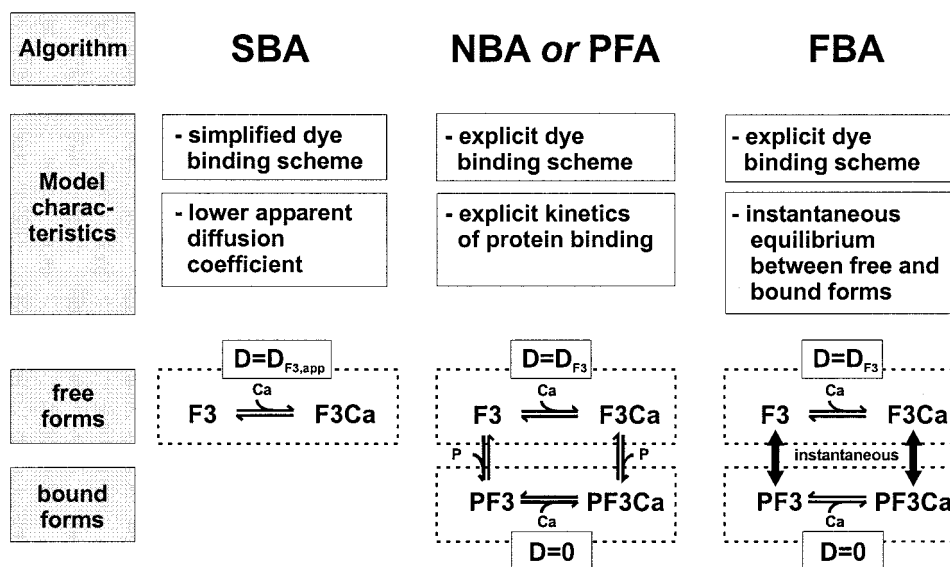 Algorithm
SBA
NBA or PFA
FBA
Model
charac-
teristics
- simplified dye
binding scheme
- lower apparent
diffusion
coefficient
- explicit dye
binding scheme
- explicit kinetics
of protein binding
- explicit dye
binding scheme
- instantaneous
equilibrium
between free and
bound forms
free
forms
D=D_F3,app
Ca
F3 F3Ca
D=D_F3
Ca
F3 F3Ca
P P
D=D_F3
Ca
F3 F3Ca
instantaneous
bound
forms
PF3 PF3Ca
Ca
D=0
PF3 PF3Ca
Ca
D=0